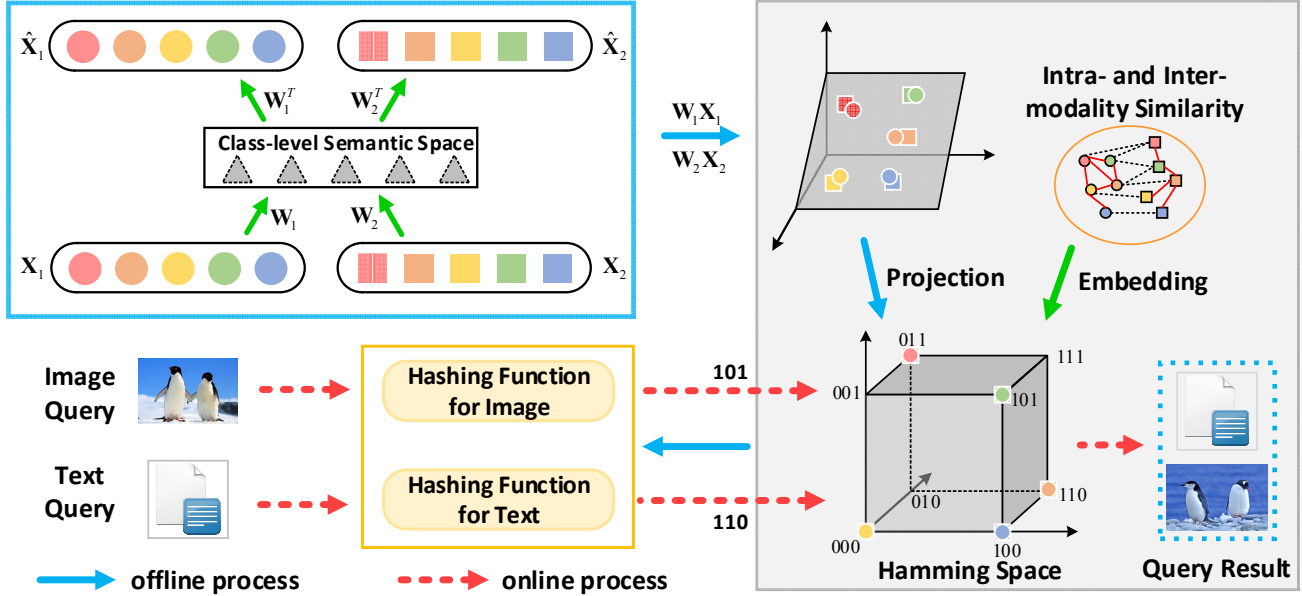 X̂₁
X̂₂
W₁ᵀ
W₂ᵀ
Class-level Semantic Space
W₁
W₂
X₁
X₂
W₁X₁
W₂X₂
Intra- and Inter-
modality Similarity
Projection
Embedding
Image
Query
Hashing Function
for Image
101
Text
Query
Hashing Function
for Text
110
011
111
001
101
010
110
000
100
Hamming Space
Query Result
offline process
online process